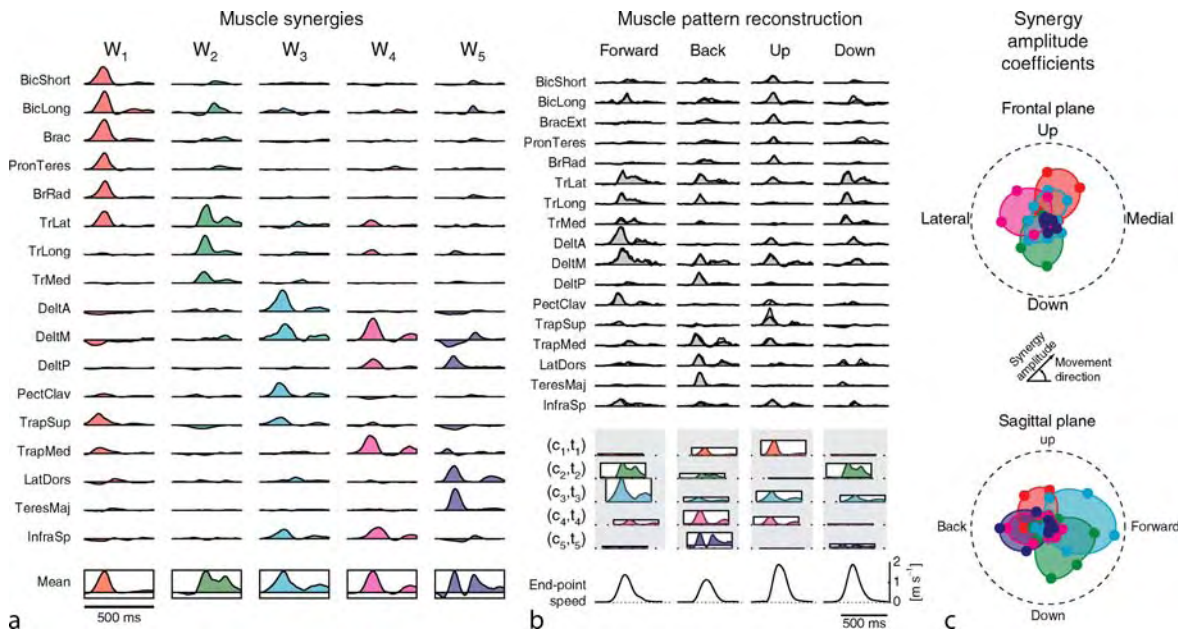 Muscle synergies
W1 W2 W3 W4 W5
BicShort
BicLong
Brac
PronTeres
BrRad
TrLat
TrLong
TrMed
DeltA
DeltM
DeltP
PectClav
TrapSup
TrapMed
LatDors
TeresMaj
InfraSp
Mean
500 ms
a
Muscle pattern reconstruction
Forward Back Up Down
BicShort
BicLong
BracExt
PronTeres
BrRad
TrLat
TrLong
TrMed
DeltA
DeltM
DeltP
PectClav
TrapSup
TrapMed
LatDors
TeresMaj
InfraSp
(c1,t1)
(c2,t2)
(c3,t3)
(c4,t4)
(c5,t5)
End-point
speed
2
1
0
[m s-1]
500 ms
b
Synergy
amplitude
coefficients
Frontal plane
Up
Lateral Medial
Down
Synergy
amplitude
Movement
direction
Sagittal plane
up
Back Forward
Down
c